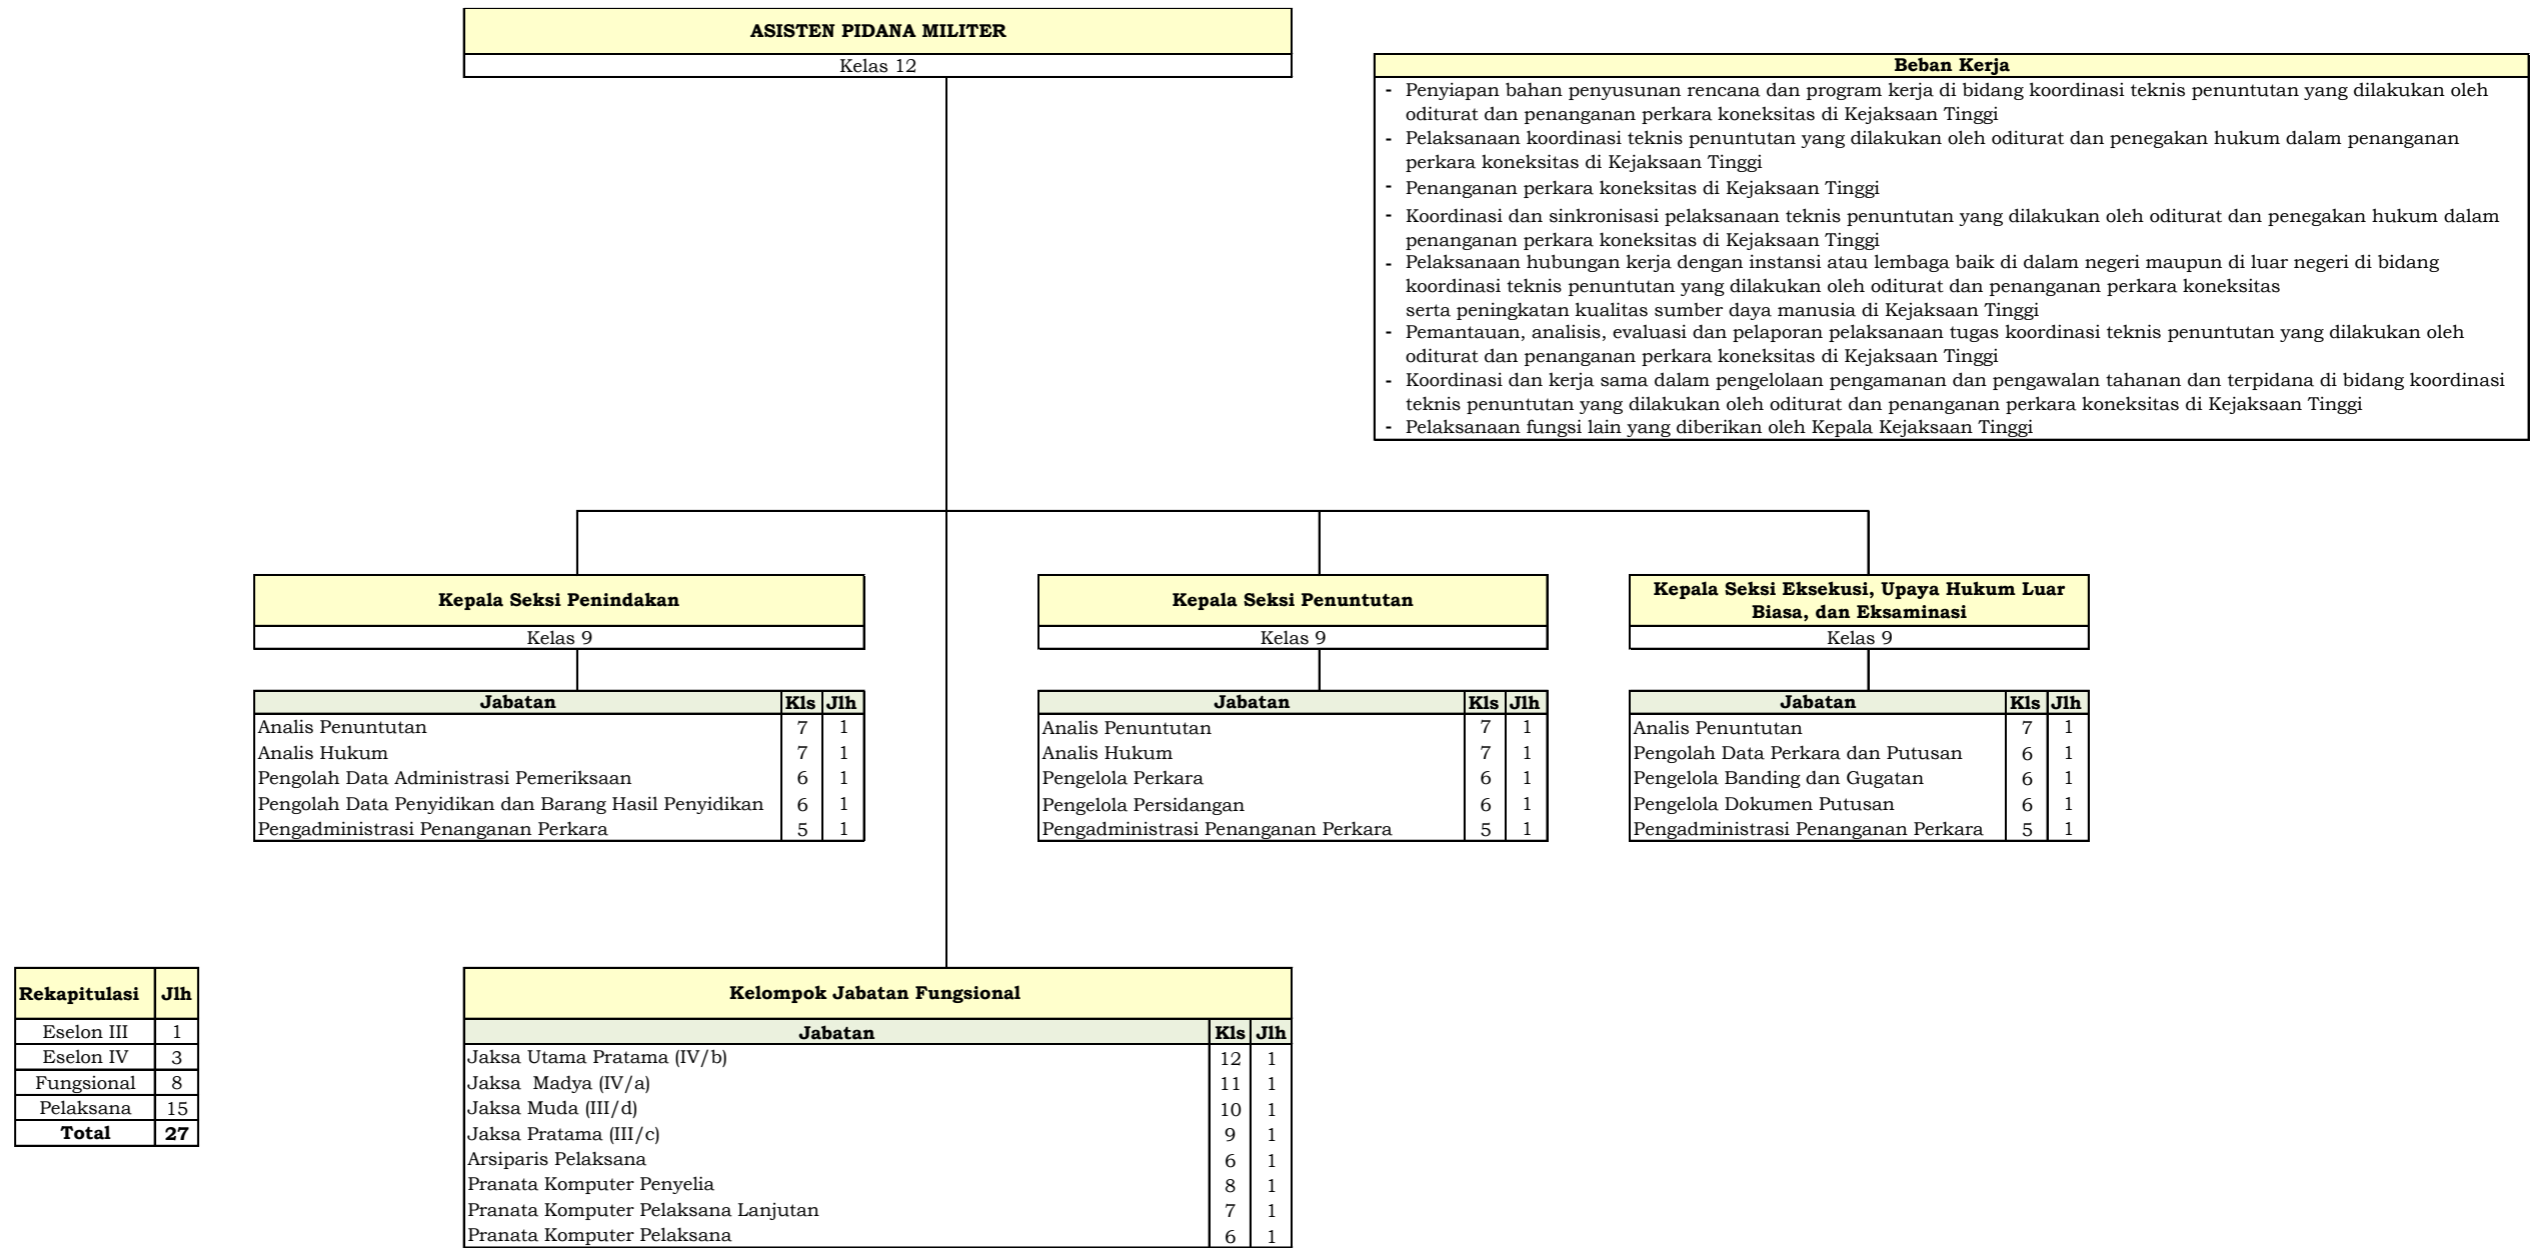 ASISTEN PIDANA MILITER
Kelas 12
Beban Kerja
- Penyiapan bahan penyusunan rencana dan program kerja di bidang koordinasi teknis penuntutan yang dilakukan oleh
oditurat dan penanganan perkara koneksitas di Kejaksaan Tinggi
- Pelaksanaan koordinasi teknis penuntutan yang dilakukan oleh oditurat dan penegakan hukum dalam penanganan
perkara koneksitas di Kejaksaan Tinggi
- Penanganan perkara koneksitas di Kejaksaan Tinggi
- Koordinasi dan sinkronisasi pelaksanaan teknis penuntutan yang dilakukan oleh oditurat dan penegakan hukum dalam
penanganan perkara koneksitas di Kejaksaan Tinggi
- Pelaksanaan hubungan kerja dengan instansi atau lembaga baik di dalam negeri maupun di luar negeri di bidang
koordinasi teknis penuntutan yang dilakukan oleh oditurat dan penanganan perkara koneksitas
serta peningkatan kualitas sumber daya manusia di Kejaksaan Tinggi
- Pemantauan, analisis, evaluasi dan pelaporan pelaksanaan tugas koordinasi teknis penuntutan yang dilakukan oleh
oditurat dan penanganan perkara koneksitas di Kejaksaan Tinggi
- Koordinasi dan kerja sama dalam pengelolaan pengamanan dan pengawalan tahanan dan terpidana di bidang koordinasi
teknis penuntutan yang dilakukan oleh oditurat dan penanganan perkara koneksitas di Kejaksaan Tinggi
- Pelaksanaan fungsi lain yang diberikan oleh Kepala Kejaksaan Tinggi
Kepala Seksi Penindakan
Kelas 9
Jabatan Kls Jlh
Analis Penuntutan 7 1
Analis Hukum 7 1
Pengolah Data Administrasi Pemeriksaan 6 1
Pengolah Data Penyidikan dan Barang Hasil Penyidikan 6 1
Pengadministrasi Penanganan Perkara 5 1
Kepala Seksi Penuntutan
Kelas 9
Jabatan Kls Jlh
Analis Penuntutan 7 1
Analis Hukum 7 1
Pengelola Perkara 6 1
Pengelola Persidangan 6 1
Pengadministrasi Penanganan Perkara 5 1
Kepala Seksi Eksekusi, Upaya Hukum Luar
Biasa, dan Eksaminasi
Kelas 9
Jabatan Kls Jlh
Analis Penuntutan 7 1
Pengolah Data Perkara dan Putusan 6 1
Pengelola Banding dan Gugatan 6 1
Pengelola Dokumen Putusan 6 1
Pengadministrasi Penanganan Perkara 5 1
Rekapitulasi Jlh
Eselon III 1
Eselon IV 3
Fungsional 8
Pelaksana 15
Total 27
Kelompok Jabatan Fungsional
Jabatan Kls Jlh
Jaksa Utama Pratama (IV/b) 12 1
Jaksa Madya (IV/a) 11 1
Jaksa Muda (III/d) 10 1
Jaksa Pratama (III/c) 9 1
Arsiparis Pelaksana 6 1
Pranata Komputer Penyelia 8 1
Pranata Komputer Pelaksana Lanjutan 7 1
Pranata Komputer Pelaksana 6 1